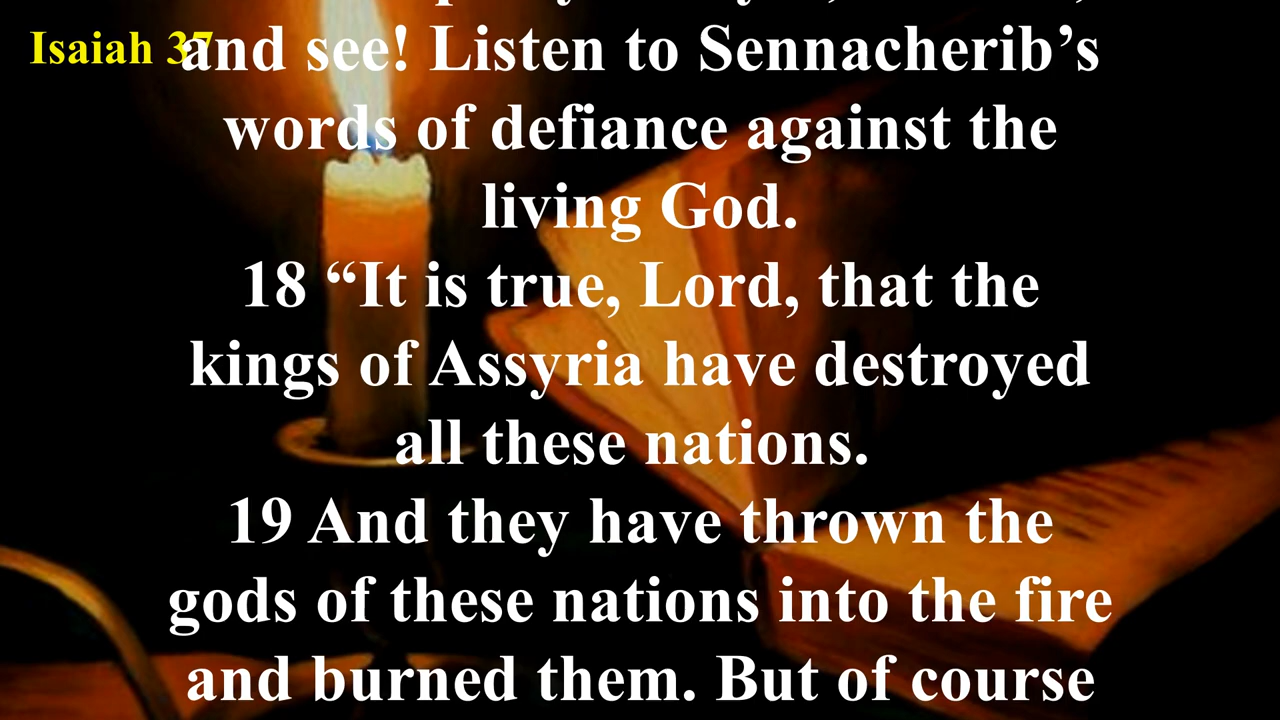 Isaiah 37
and see! Listen to Sennacherib’s
words of defiance against the
living God.
18 “It is true, Lord, that the
kings of Assyria have destroyed
all these nations.
19 And they have thrown the
gods of these nations into the fire
and burned them. But of course